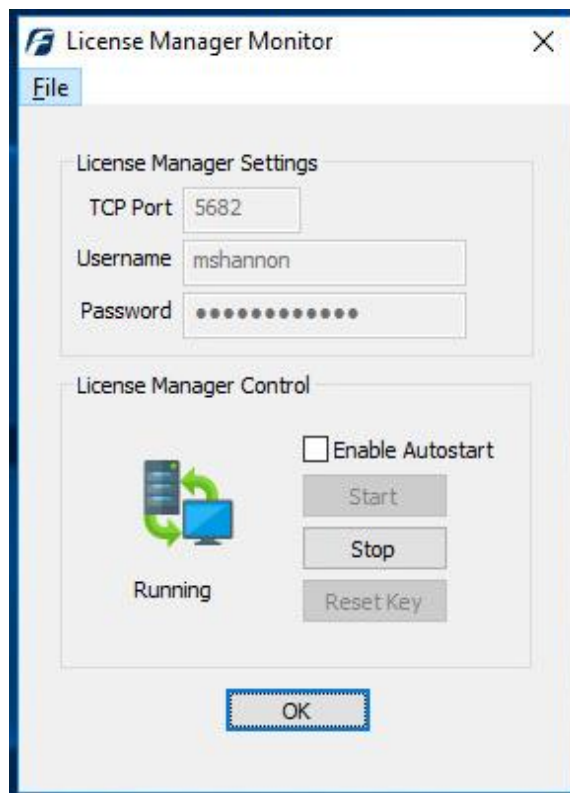 License Manager Monitor
File
License Manager Settings
TCP Port 5682
Username mshannon
Password ••••••••••••
License Manager Control
Enable Autostart
Start
Stop
Running
Reset Key
OK